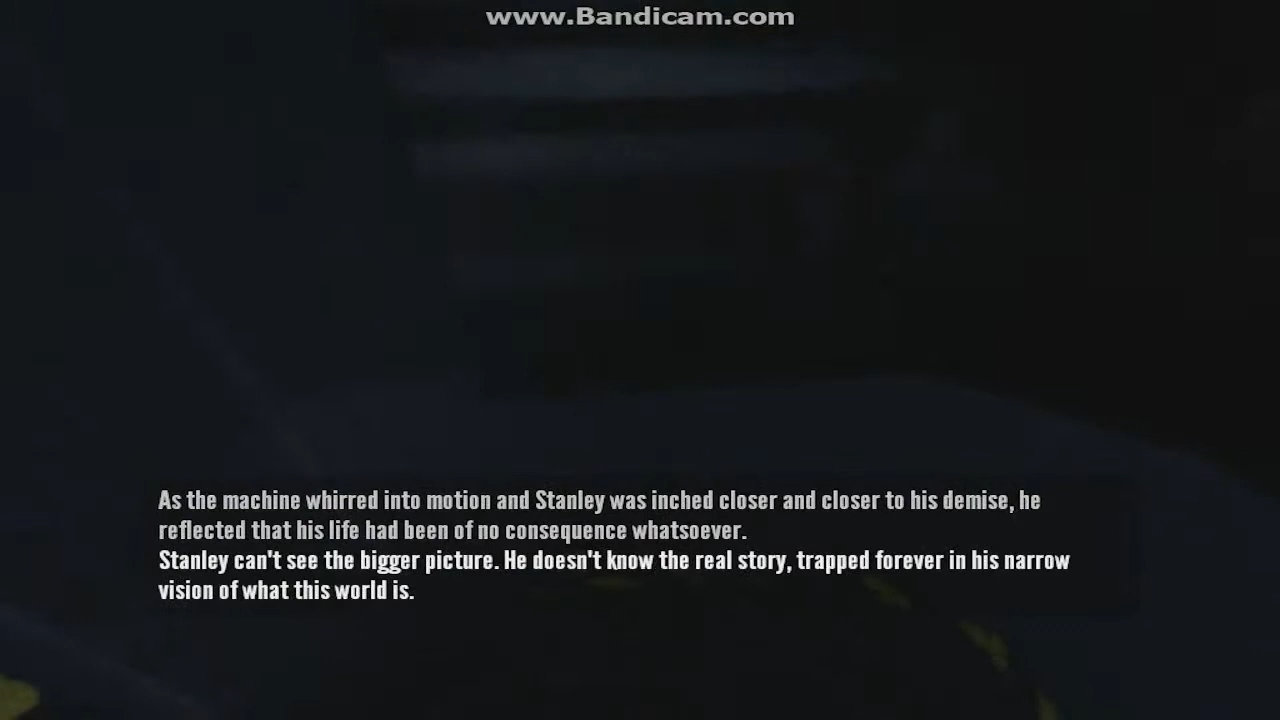 www.Bandicam.com
As the machine whirred into motion and Stanley was inched closer and closer to his demise, he
reflected that his life had been of no consequence whatsoever.
Stanley can't see the bigger picture. He doesn't know the real story, trapped forever in his narrow
vision of what this world is.